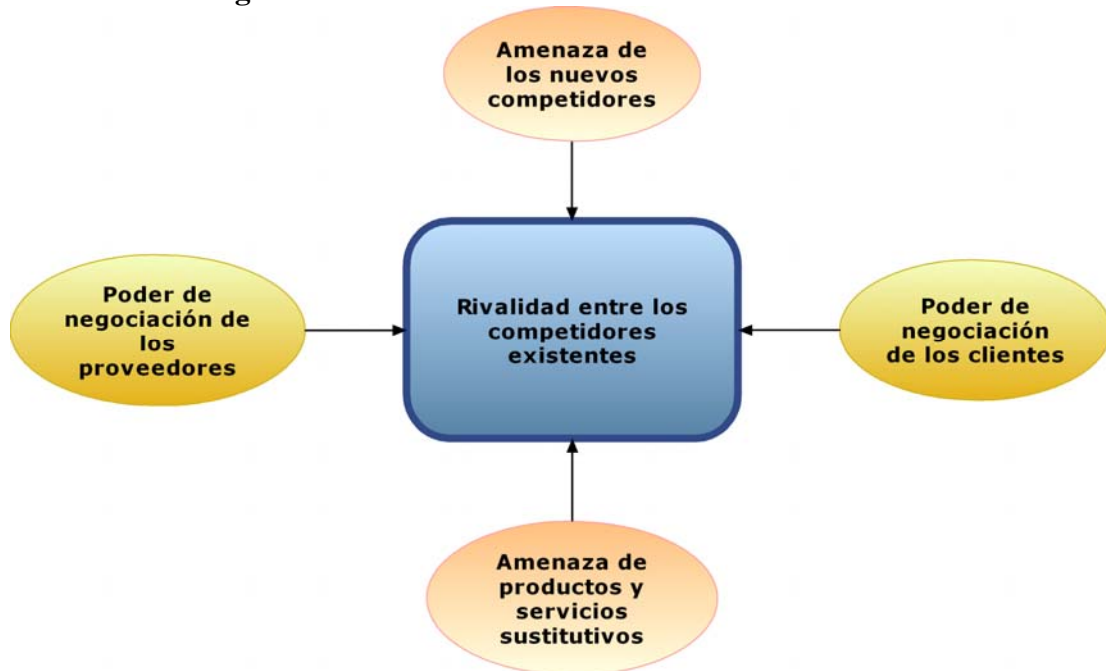 Amenaza de
los nuevos
competidores
Poder de
negociación de
los
proveedores
Rivalidad entre los
competidores
existentes
Poder de
negociación
de los clientes
Amenaza de
productos y
servicios
sustitutivos